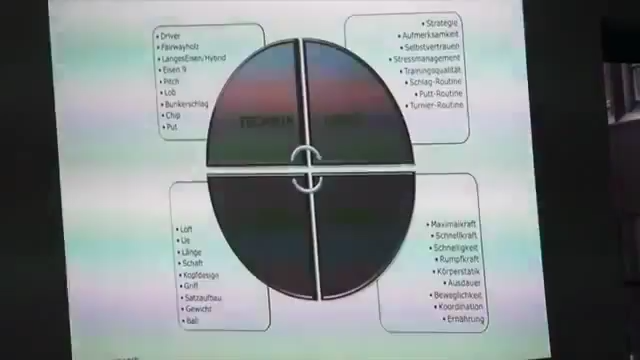 • Driver
• Fairwayholz
• LangesEisen/Hybrid
• Eisen 9
• Pitch
• Lob
• Bunkerschlag
• Chip
• Put
• Strategie
• Aufmerksamkeit
• Selbstvertrauen
• Stressmanagement
• Trainingsqualität
• Schlag-Routine
• Putt-Routine
• Turnier-Routine
TECHNIK
• Loft
• Lie
• Länge
• Schaft
• Kopfdesign
• Griff
• Satzaufbau
• Gewicht
• Ball
• Maximalkraft
• Schnellkraft
• Schnelligkeit
• Rumpfkraft
• Körperstatik
• Ausdauer
• Beweglichkeit
• Koordination
• Ernährung